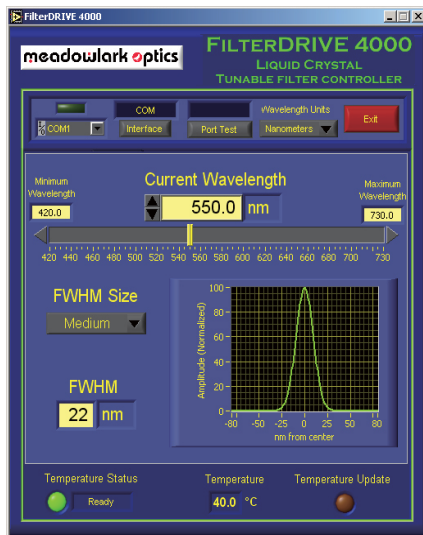 FilterDRIVE 4000
meadowlark optics
FILTERDRIVE 4000
LIQUID CRYSTAL
TUNABLE FILTER CONTROLLER
COM
Wavelength Units
COM1
Interface
Port Test
Nanometers
Exit
Minimum
Wavelength
Current Wavelength
Maximum
Wavelength
420.0
550.0 nm
730.0
420 440 460 480 500 520 540 560 580 600 620 640 660 680 700 730
FWHM Size
Medium
FWHM
22 nm
Amplitude (Normalized)
100
80
60
40
20
0
-80 -50 -25 0 25 50 80
nm from center
Temperature Status
Ready
Temperature
40.0 °C
Temperature Update